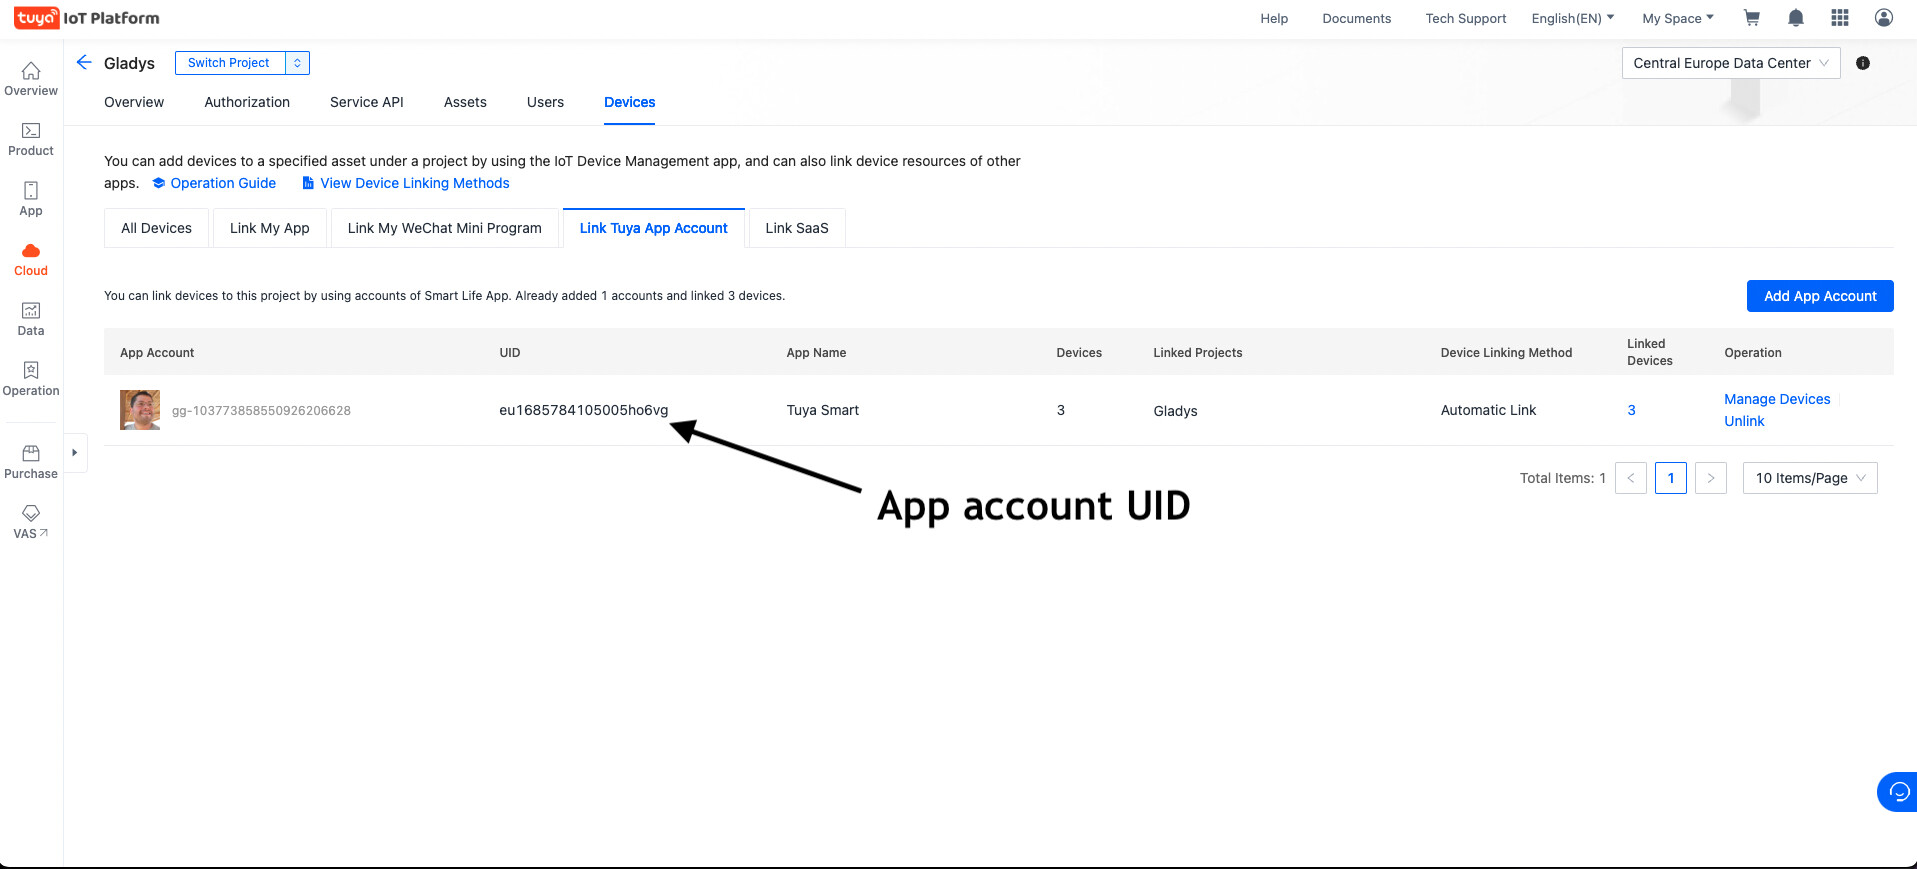 tuya IoT Platform
Help Documents Tech Support English(EN) My Space
Gladys Switch Project Central Europe Data Center
Overview Authorization Service API Assets Users Devices
Overview
Product
App
Cloud
Data
Operation
Purchase
VAS
You can add devices to a specified asset under a project by using the IoT Device Management app, and can also link device resources of other
apps. Operation Guide View Device Linking Methods
All Devices Link My App Link My WeChat Mini Program Link Tuya App Account Link SaaS
You can link devices to this project by using accounts of Smart Life App. Already added 1 accounts and linked 3 devices.
Add App Account
App Account UID App Name Devices Linked Projects Device Linking Method Linked Devices Operation
gg-103773858550926206628 eu1685784105005ho6vg Tuya Smart 3 Gladys Automatic Link 3 Manage Devices
Unlink
Total Items: 1 < 1 > 10 Items/Page
App account UID